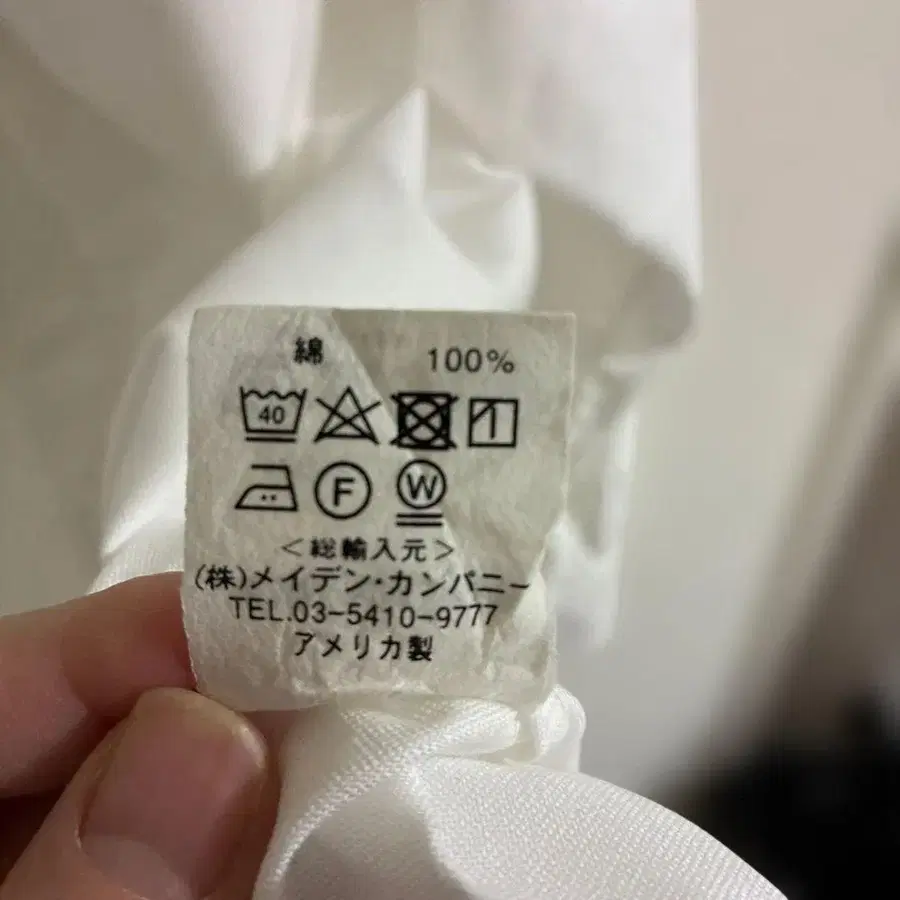 綿 100%
40
F W
<総輸入元>
(株)メイデン・カンパニー
TEL.03-5410-9777
アメリカ製